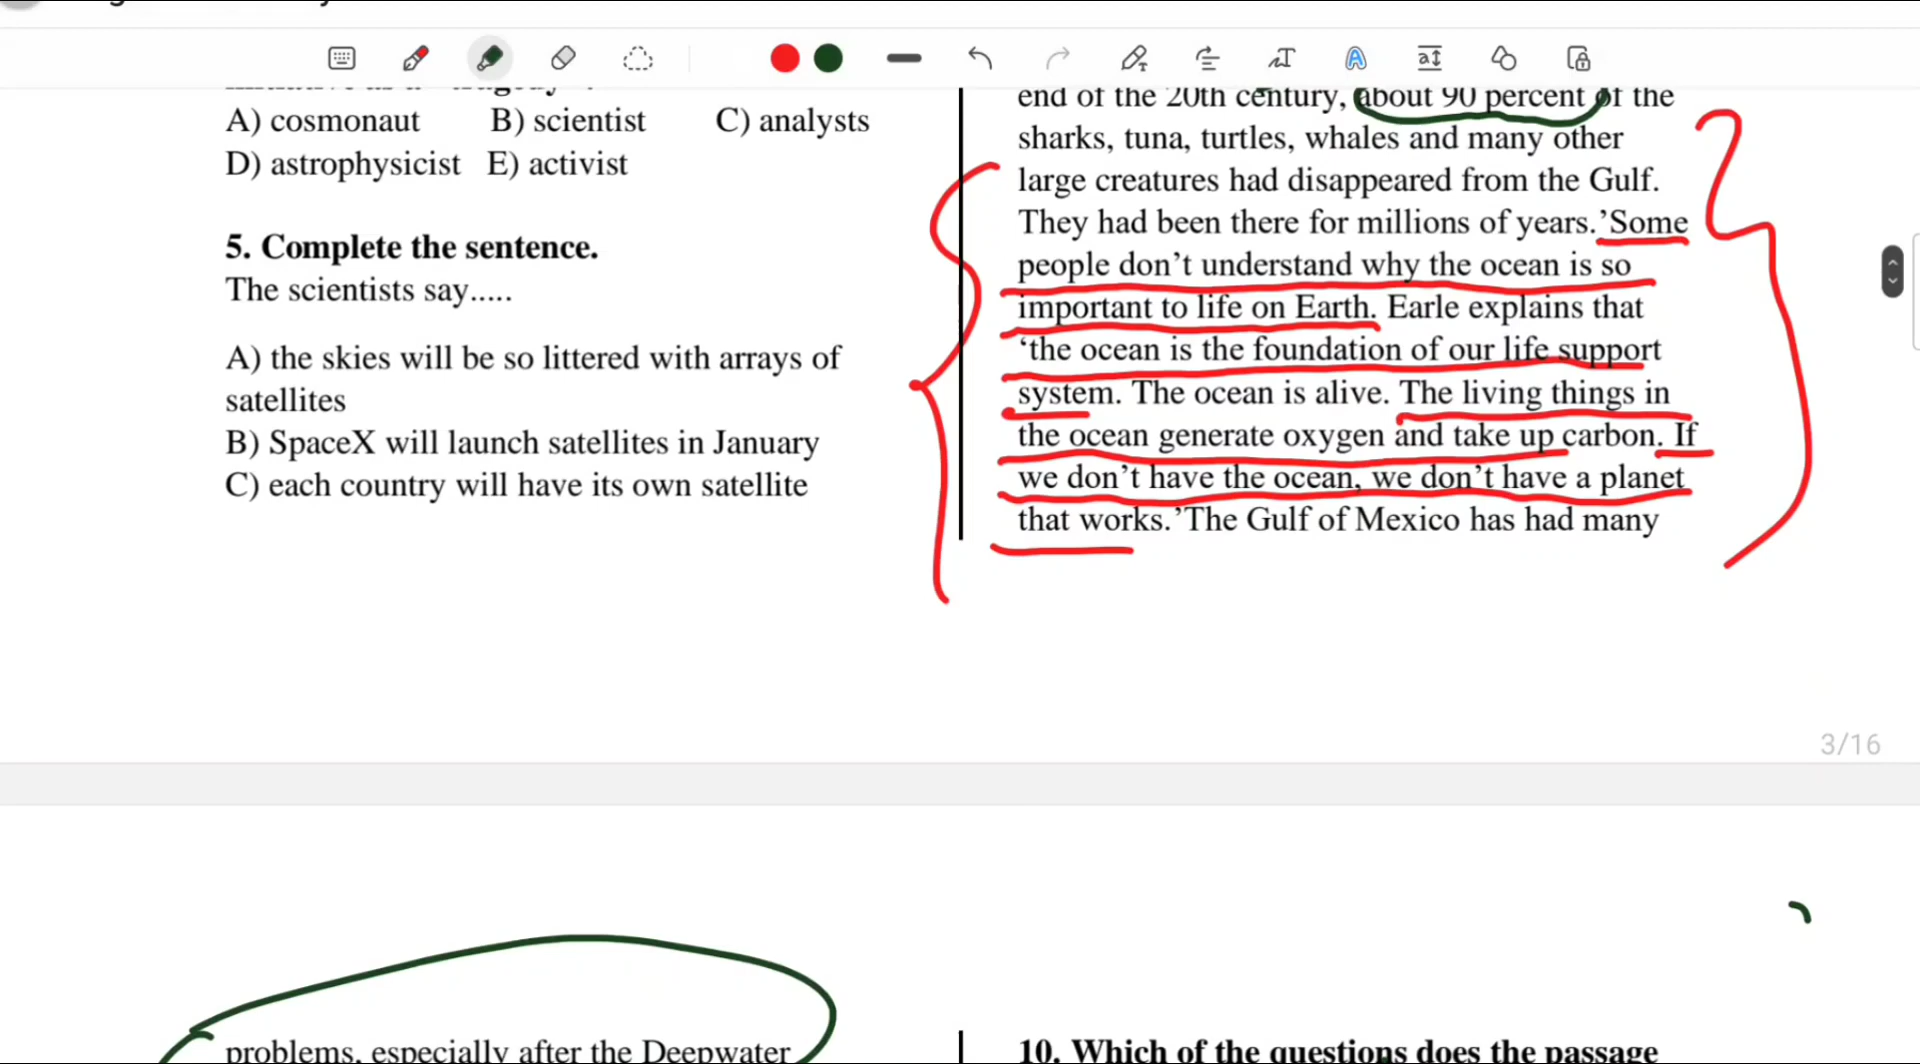 A) cosmonaut B) scientist C) analysts
D) astrophysicist E) activist
5. Complete the sentence.
The scientists say.....
A) the skies will be so littered with arrays of
satellites
B) SpaceX will launch satellites in January
C) each country will have its own satellite
end of the 20th century, about 90 percent of the
sharks, tuna, turtles, whales and many other
large creatures had disappeared from the Gulf.
They had been there for millions of years.’Some
people don’t understand why the ocean is so
important to life on Earth. Earle explains that
‘the ocean is the foundation of our life support
system. The ocean is alive. The living things in
the ocean generate oxygen and take up carbon. If
we don’t have the ocean, we don’t have a planet
that works.’The Gulf of Mexico has had many
3/16
problems, especially after the Deepwater
10. Which of the questions does the passage